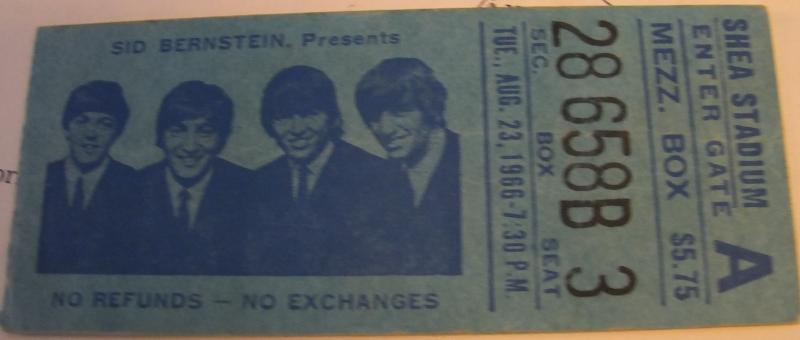 SID BERNSTEIN, Presents
NO REFUNDS — NO EXCHANGES
SHEA STADIUM
ENTER GATE A
MEZZ. BOX $5.75
28 658B 3
SEC. BOX SEAT
TUE., AUG. 23, 1966-7:30 P.M.